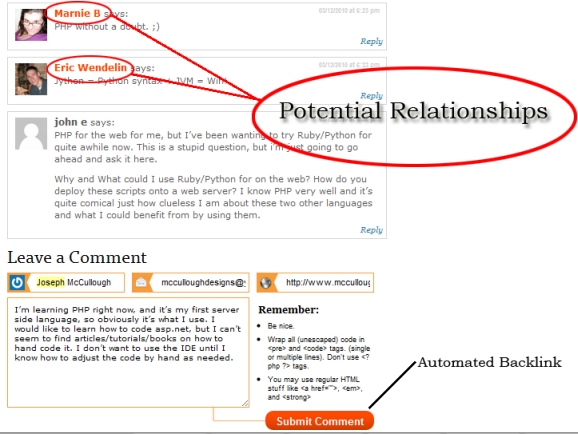 Marnie B says:
03/12/2010 at 4:23 pm
PHP without a doubt. ;)
Reply
Eric Wendelin says:
03/12/2010 at 4:33 pm
Jython = Python syntax + JVM = Win!
Reply
Potential Relationships
john e says:
PHP for the web for me, but I've been wanting to try Ruby/Python for
quite awhile now. This is a stupid question, but i'm just going to go
ahead and ask it here.
Why and What could I use Ruby/Python for on the web? How do you
deploy these scripts onto a web server? I know PHP very well and it's
quite comical just how clueless I am about these two other languages
and what I could benefit from by using them.
Reply
Leave a Comment
Joseph McCullough
mcculloughdesigns@
http://www.mcculloug
I'm learning PHP right now, and it's my first server
side language, so obviously it's what I use. I
would like to learn how to code asp.net, but I can't
seem to find articles/tutorials/books on how to
hand code it. I don't want to use the IDE until I
know how to adjust the code by hand as needed.
Remember:
Be nice.
Wrap all (unescaped) code in
<pre> and <code> tags. (single
or multiple lines). Don't use <?
php ?> tags.
You may use regular HTML
stuff like <a href="">, <em>,
and <strong>
Automated Backlink
Submit Comment